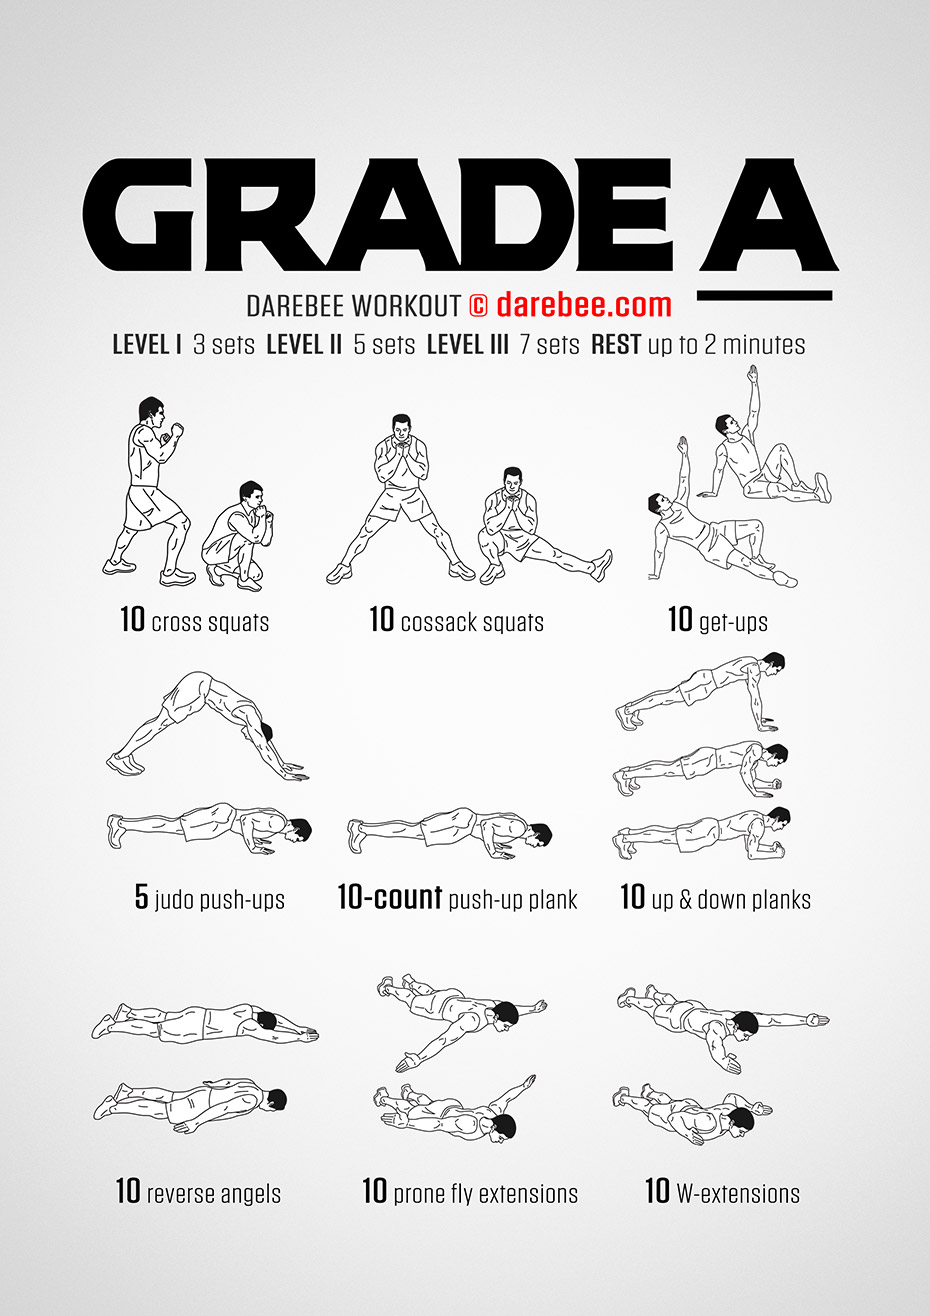 GRADE A
DAREBEE WORKOUT © darebee.com
LEVEL I 3 sets LEVEL II 5 sets LEVEL III 7 sets REST up to 2 minutes
10 cross squats
10 cossack squats
10 get-ups
5 judo push-ups
10-count push-up plank
10 up & down planks
10 reverse angels
10 prone fly extensions
10 W-extensions